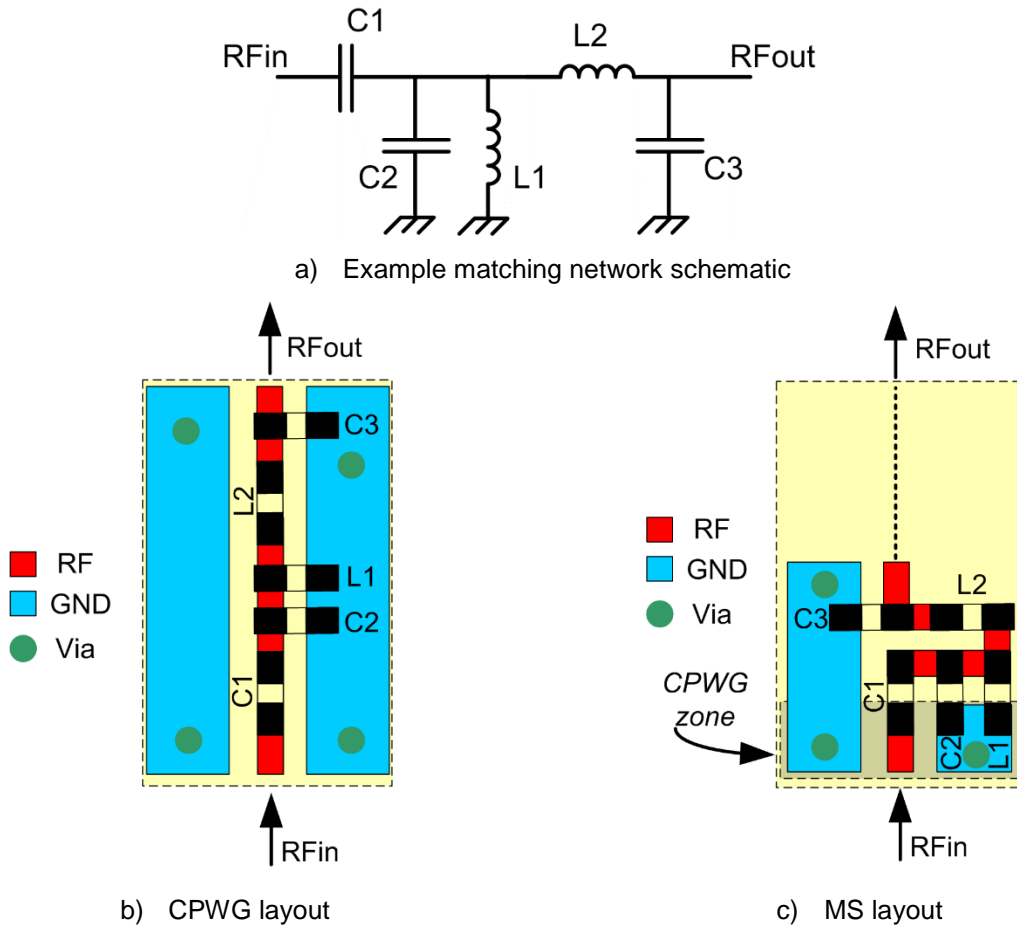 C1
L2
RFin
RFout
C2
L1
C3
a) Example matching network schematic
RFout
C3
L2
L1
C2
C1
RF
GND
Via
RFin
b) CPWG layout
RFout
RF
GND
Via
L2
C3
C1
CPWG
zone
C2
L1
RFin
c) MS layout